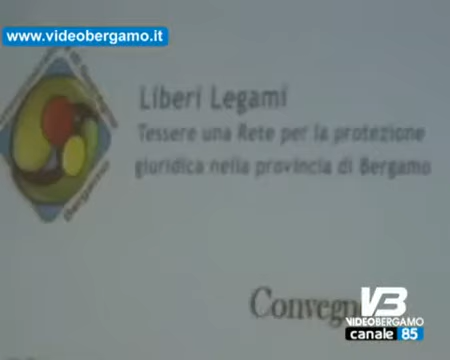 www.videobergamo.it
Liberi Legami
Tessere una Rete per la protezione
giuridica nella provincia di Bergamo
Bergamo
VB
VIDEOBERGAMO
canale 85